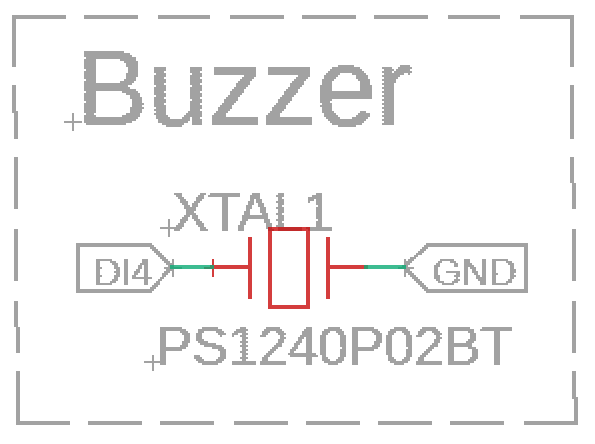 Buzzer
XTAL1
DI4 GND
PS1240P02BT